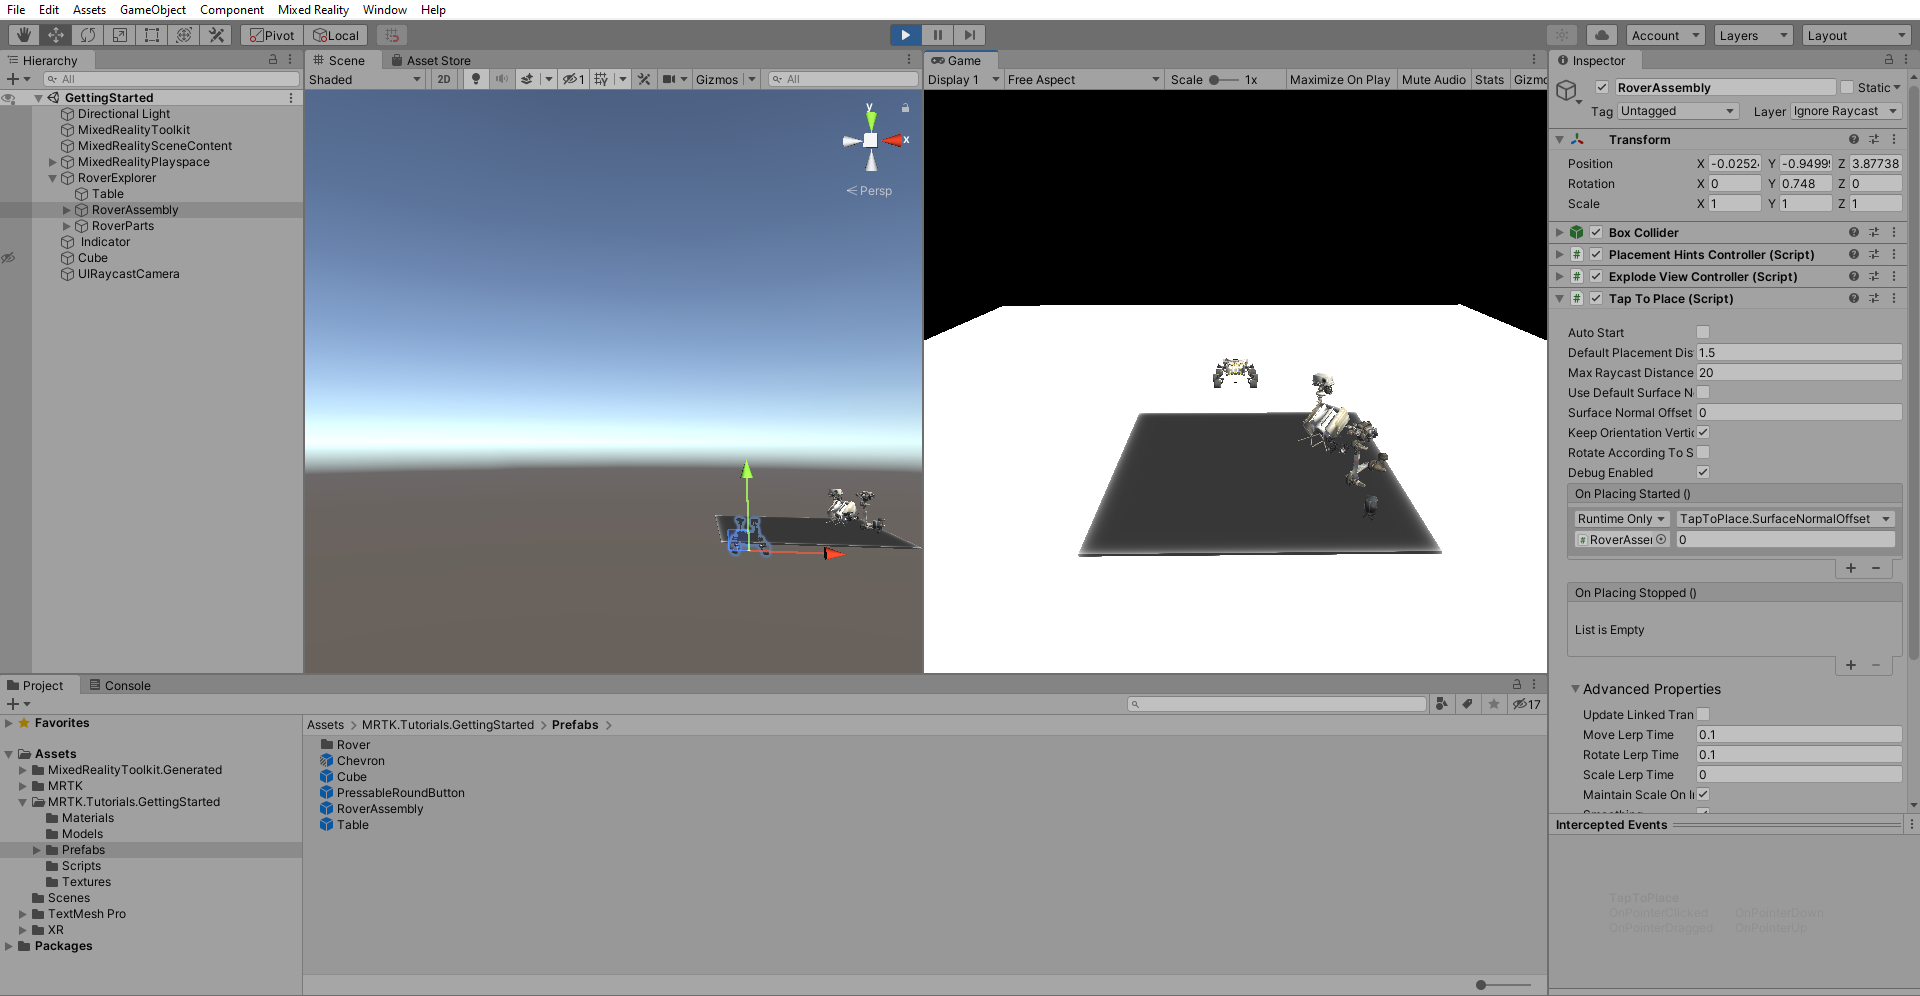 File Edit Assets GameObject Component Mixed Reality Window Help
Pivot Local Account Layers Layout
Hierarchy
All
GettingStarted
Directional Light
MixedRealityToolkit
MixedRealitySceneContent
MixedRealityPlayspace
RoverExplorer
Table
RoverAssembly
RoverParts
Indicator
Cube
UIRaycastCamera
Scene Asset Store
Shaded 2D 1 Gizmos All
y
x
Persp
Game
Display 1 Free Aspect Scale 1x Maximize On Play Mute Audio Stats Gizmo
Inspector
RoverAssembly Static
Tag Untagged Layer Ignore Raycast
Transform
Position X -0.0252 Y -0.9499 Z 3.87738
Rotation X 0 Y 0.748 Z 0
Scale X 1 Y 1 Z 1
Box Collider
# Placement Hints Controller (Script)
# Explode View Controller (Script)
# Tap To Place (Script)
Auto Start
Default Placement Dis 1.5
Max Raycast Distance 20
Use Default Surface N
Surface Normal Offset 0
Keep Orientation Vertic
Rotate According To S
Debug Enabled
On Placing Started ()
Runtime Only TapToPlace.SurfaceNormalOffset
# RoverAsse 0
+ −
On Placing Stopped ()
List is Empty
+ −
Advanced Properties
Update Linked Tran
Move Lerp Time 0.1
Rotate Lerp Time 0.1
Scale Lerp Time 0
Maintain Scale On I
Intercepted Events
TapToPlace
OnPointerClicked OnPointerDown
OnPointerDragged OnPointerUp
Project Console
17
Favorites
Assets
MixedRealityToolkit.Generated
MRTK
MRTK.Tutorials.GettingStarted
Materials
Models
Prefabs
Scripts
Textures
Scenes
TextMesh Pro
XR
Packages
Assets > MRTK.Tutorials.GettingStarted > Prefabs >
Rover
Chevron
Cube
PressableRoundButton
RoverAssembly
Table